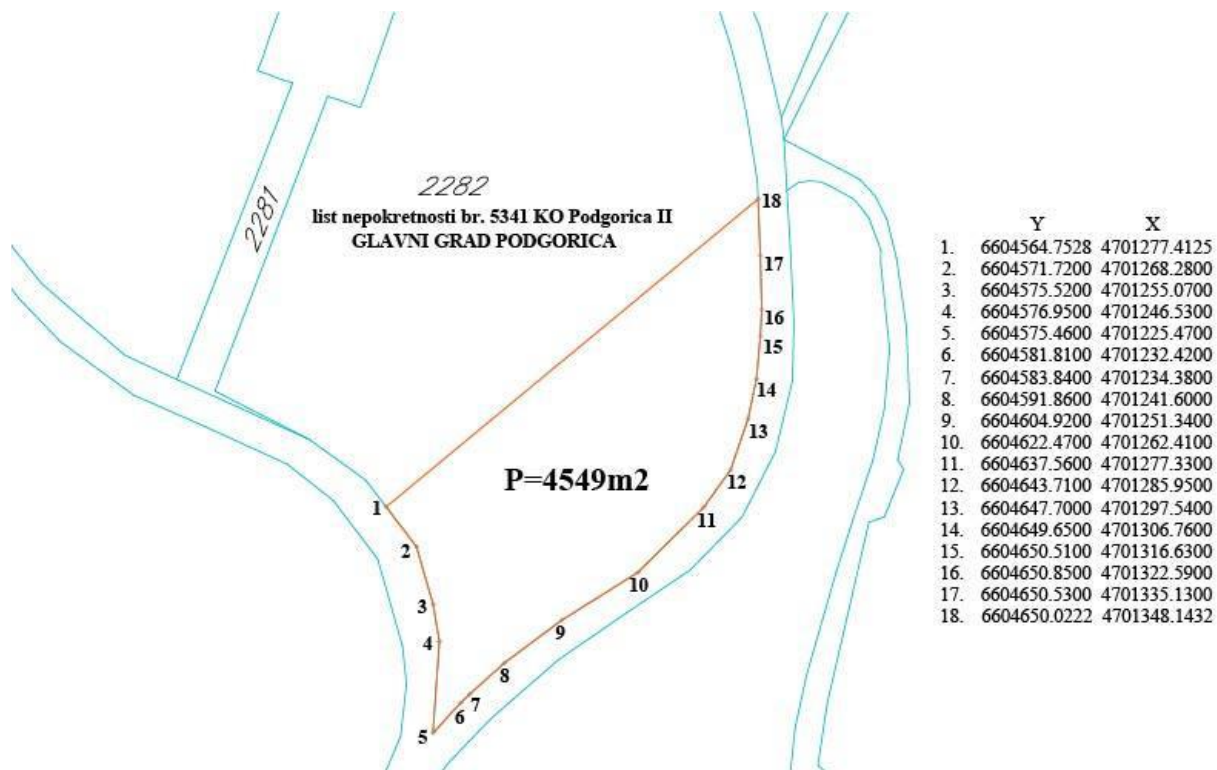 2282
list nepokretnosti br. 5341 KO Podgorica II
GLAVNI GRAD PODGORICA
2281
P=4549m2
1
2
3
4
5
6
7
8
9
10
11
12
13
14
15
16
17
18
Y X
1. 6604564.7528 4701277.4125
2. 6604571.7200 4701268.2800
3. 6604575.5200 4701255.0700
4. 6604576.9500 4701246.5300
5. 6604575.4600 4701225.4700
6. 6604581.8100 4701232.4200
7. 6604583.8400 4701234.3800
8. 6604591.8600 4701241.6000
9. 6604604.9200 4701251.3400
10. 6604622.4700 4701262.4100
11. 6604637.5600 4701277.3300
12. 6604643.7100 4701285.9500
13. 6604647.7000 4701297.5400
14. 6604649.6500 4701306.7600
15. 6604650.5100 4701316.6300
16. 6604650.8500 4701322.5900
17. 6604650.5300 4701335.1300
18. 6604650.0222 4701348.1432